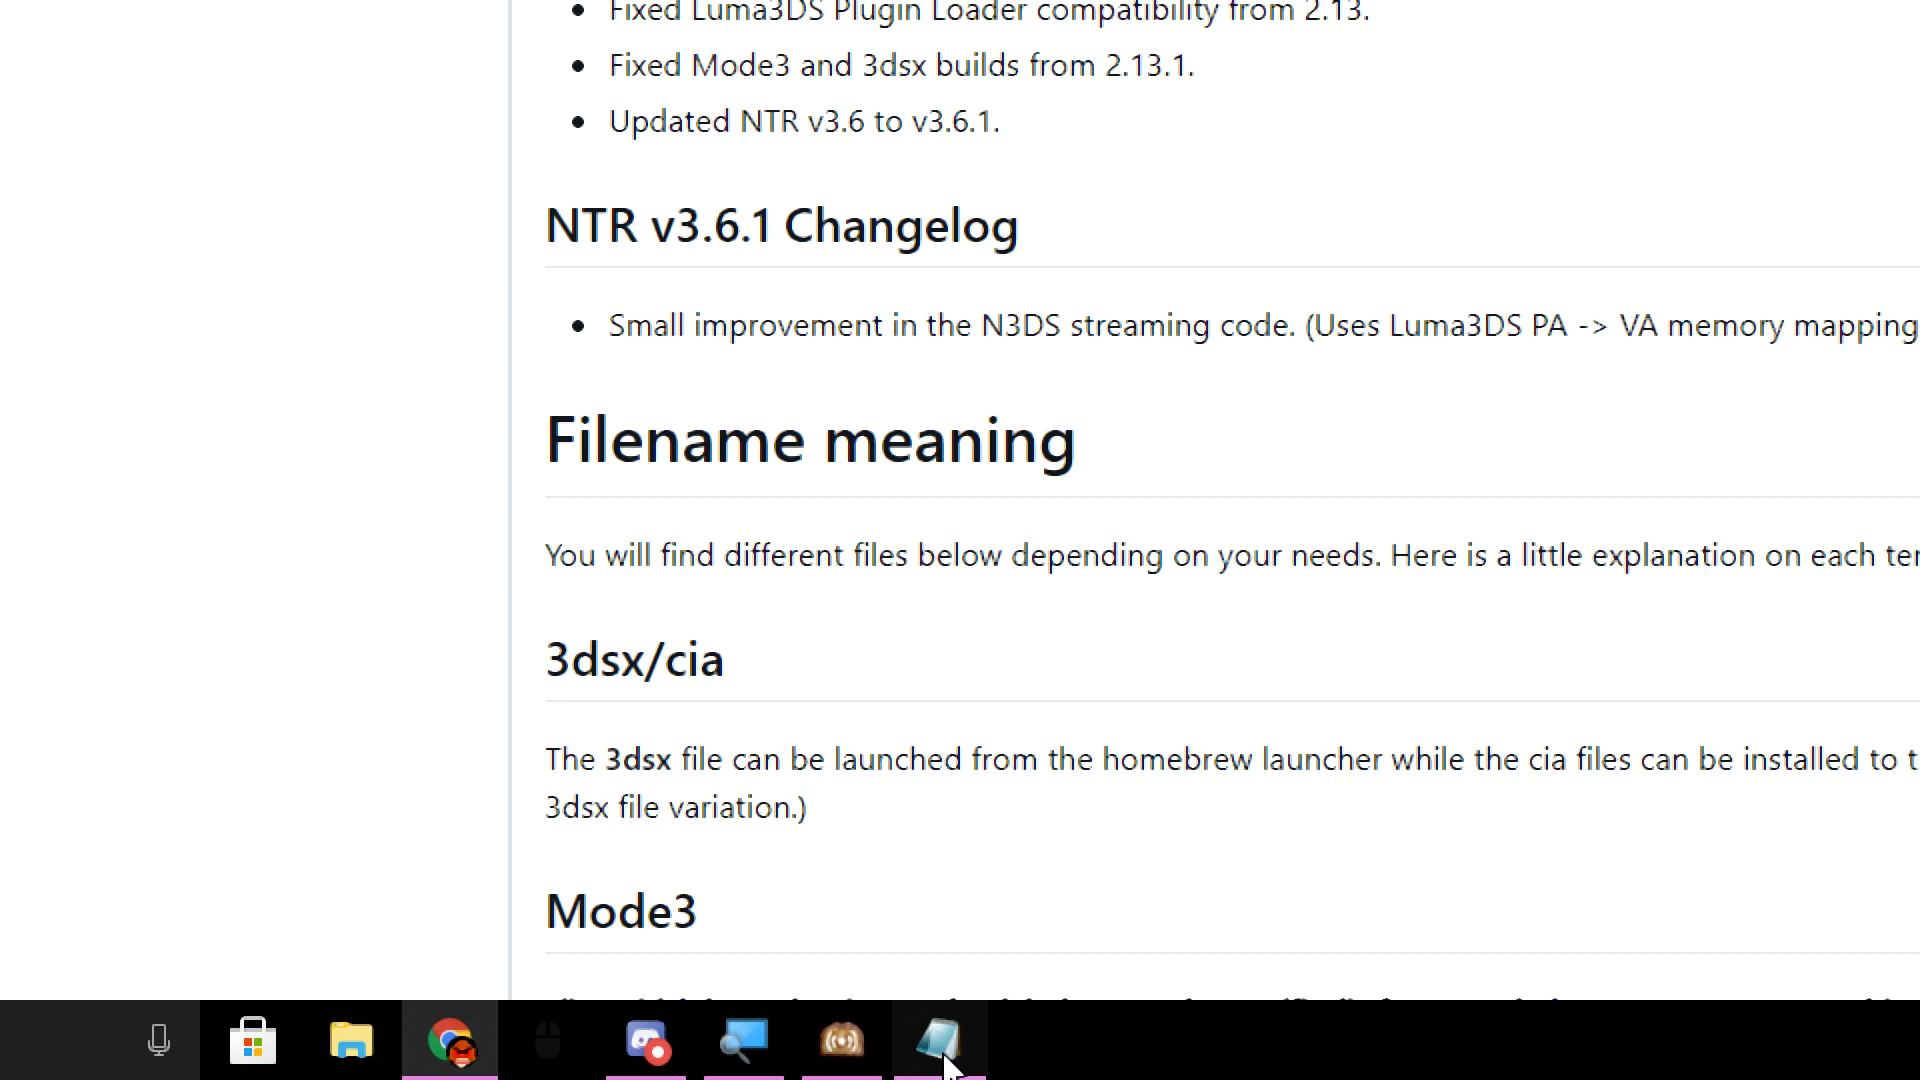 Fixed Luma3DS Plugin Loader compatibility from 2.13.
Fixed Mode3 and 3dsx builds from 2.13.1.
Updated NTR v3.6 to v3.6.1.
NTR v3.6.1 Changelog
Small improvement in the N3DS streaming code. (Uses Luma3DS PA -> VA memory mapping
Filename meaning
You will find different files below depending on your needs. Here is a little explanation on each
3dsx/cia
The 3dsx file can be launched from the homebrew launcher while the cia files can be installed to
3dsx file variation.)
Mode3